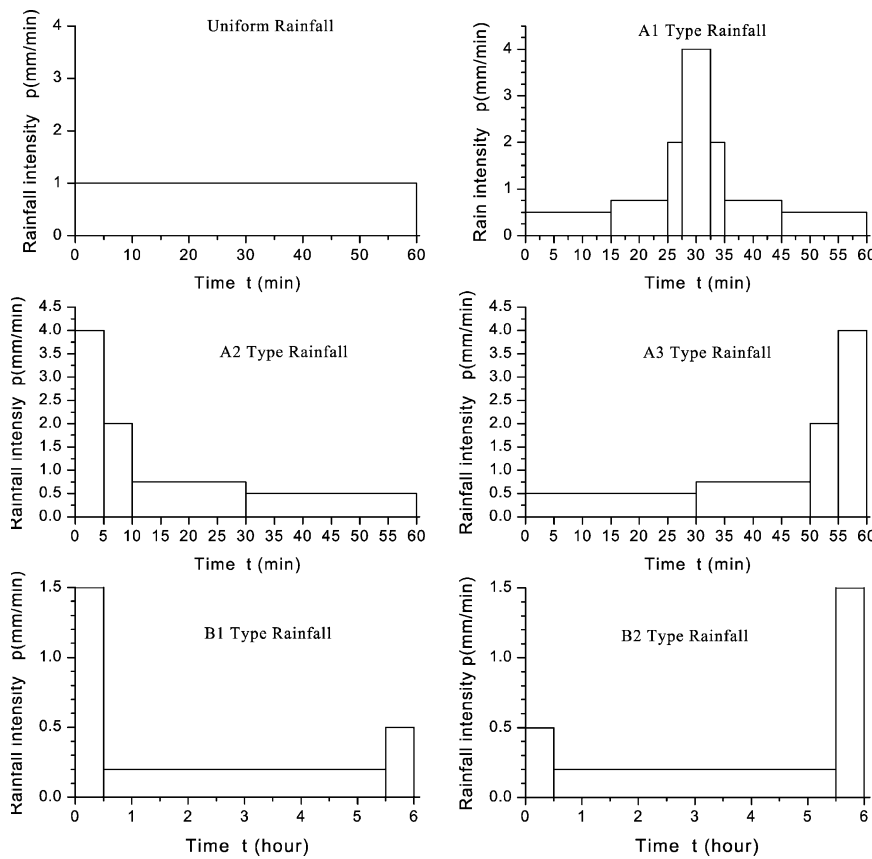 Uniform Rainfall
Rainfall intensity p(mm/min)
4
3
2
1
0
0 10 20 30 40 50 60
Time t (min)
A1 Type Rainfall
Rain intensity p(mm/min)
4
2
1
0
0 5 10 15 20 25 30 35 40 45 50 55 60
Time t (min)
A2 Type Rainfall
Rainfall intensity p(mm/min)
4.5
4.0
3.5
3.0
2.5
2.0
1.5
1.0
0.5
0.0
0 5 10 15 20 25 30 35 40 45 50 55 60
Time t (min)
A3 Type Rainfall
Rainfall intensity p(mm/min)
4.5
4.0
3.5
3.0
2.5
2.0
1.5
1.0
0.5
0.0
0 5 10 15 20 25 30 35 40 45 50 55 60
Time t (min)
B1 Type Rainfall
Rainfall intensity p(mm/min)
1.5
1.0
0.5
0.0
0 1 2 3 4 5 6
Time t (hour)
B2 Type Rainfall
Rainfall intensity p(mm/min)
1.5
1.0
0.5
0.0
0 1 2 3 4 5 6
Time t (hour)